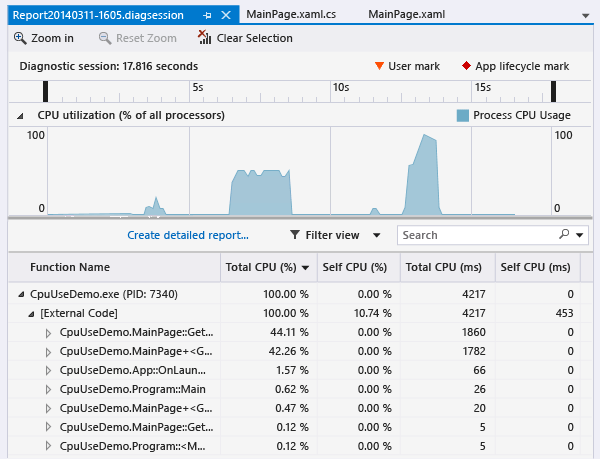 Report20140311-1605.diagsession MainPage.xaml.cs MainPage.xaml
Zoom in Reset Zoom Clear Selection
Diagnostic session: 17.816 seconds User mark App lifecycle mark
5s 10s 15s
CPU utilization (% of all processors) Process CPU Usage
100 100
0 0
Create detailed report... Filter view Search
Function Name Total CPU (%) Self CPU (%) Total CPU (ms) Self CPU (ms)
CpuUseDemo.exe (PID: 7340) 100.00 % 0.00 % 4217 0
[External Code] 100.00 % 10.74 % 4217 453
CpuUseDemo.MainPage::Get... 44.11 % 0.00 % 1860 0
CpuUseDemo.MainPage+<G... 42.26 % 0.00 % 1782 0
CpuUseDemo.App::OnLaun... 1.57 % 0.00 % 66 0
CpuUseDemo.Program::Main 0.62 % 0.00 % 26 0
CpuUseDemo.MainPage+<G... 0.47 % 0.00 % 20 0
CpuUseDemo.MainPage::Get... 0.12 % 0.00 % 5 0
CpuUseDemo.Program::<M... 0.12 % 0.00 % 5 0